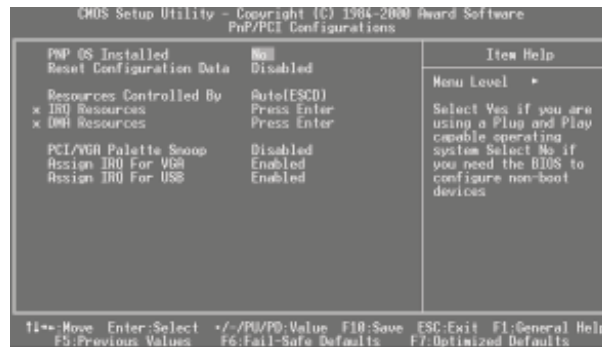 CMOS Setup Utility - Copyright (C) 1984-2000 Award Software
PnP/PCI Configurations
PNP OS Installed No
Reset Configuration Data Disabled
Resources Controlled By Auto(ESCD)
x IRQ Resources Press Enter
x DMA Resources Press Enter
PCI/VGA Palette Snoop Disabled
Assign IRQ For VGA Enabled
Assign IRQ For USB Enabled
Item Help
Menu Level ▸
Select Yes if you are
using a Plug and Play
capable operating
system Select No if
you need the BIOS to
configure non-boot
devices
↑↓→←:Move Enter:Select +/-/PU/PD:Value F10:Save ESC:Exit F1:General Help
F5:Previous Values F6:Fail-Safe Defaults F7:Optimized Defaults